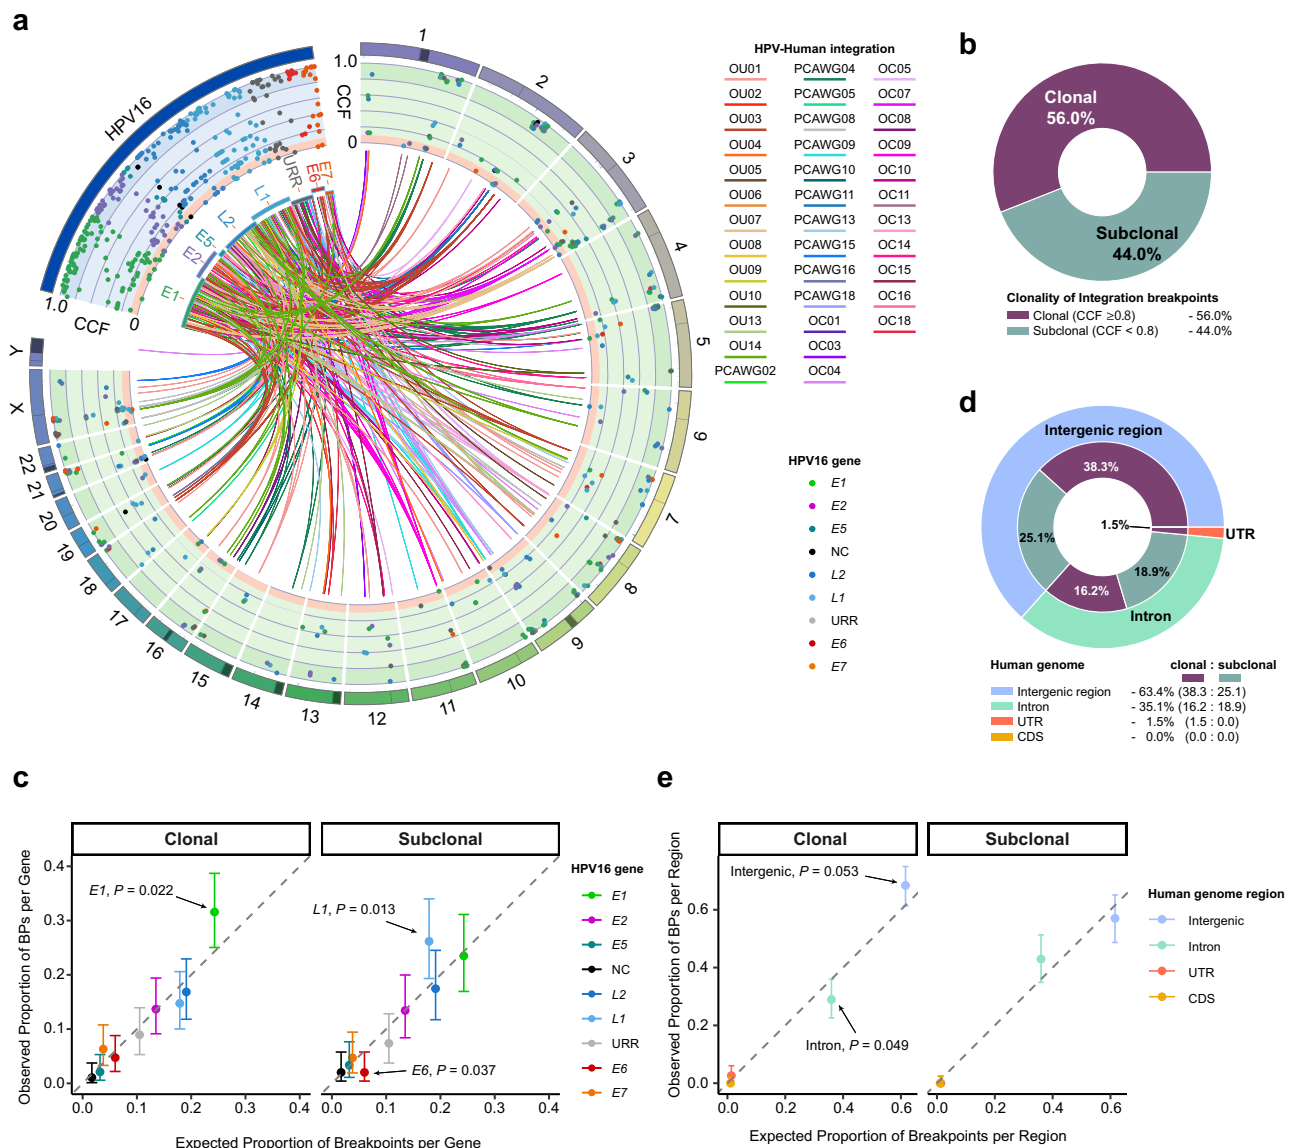 a
HPV16
1.0
CCF
0
1.0
CCF
0
E1
E2
E5
L2
L1
URR
E6
E7
1
2
3
4
5
6
7
8
9
10
11
12
13
14
15
16
17
18
19
20
21
22
X
Y
HPV-Human integration
OU01 PCAWG04 OC05
OU02 PCAWG05 OC07
OU03 PCAWG08 OC08
OU04 PCAWG09 OC09
OU05 PCAWG10 OC10
OU06 PCAWG11 OC11
OU07 PCAWG13 OC13
OU08 PCAWG15 OC14
OU09 PCAWG16 OC15
OU10 PCAWG18 OC16
OU13 OC01 OC18
OU14 OC03
PCAWG02 OC04
HPV16 gene
E1
E2
E5
NC
L2
L1
URR
E6
E7
b
Clonal
56.0%
Subclonal
44.0%
Clonality of Integration breakpoints
Clonal (CCF ≥0.8) - 56.0%
Subclonal (CCF < 0.8) - 44.0%
d
Intergenic region
38.3%
1.5%
UTR
25.1%
18.9%
16.2%
Intron
Human genome clonal : subclonal
Intergenic region - 63.4% (38.3 : 25.1)
Intron - 35.1% (16.2 : 18.9)
UTR - 1.5% (1.5 : 0.0)
CDS - 0.0% (0.0 : 0.0)
c
Clonal Subclonal
Observed Proportion of BPs per Gene
0.4
0.3
0.2
0.1
0.0
E1, P = 0.022
L1, P = 0.013
E6, P = 0.037
0.0 0.1 0.2 0.3 0.4 0.0 0.1 0.2 0.3 0.4
Expected Proportion of Breakpoints per Gene
HPV16 gene
E1
E2
E5
NC
L2
L1
URR
E6
E7
e
Clonal Subclonal
Observed Proportion of BPs per Region
0.6
0.4
0.2
0.0
Intergenic, P = 0.053
Intron, P = 0.049
0.0 0.2 0.4 0.6 0.0 0.2 0.4 0.6
Expected Proportion of Breakpoints per Region
Human genome region
Intergenic
Intron
UTR
CDS